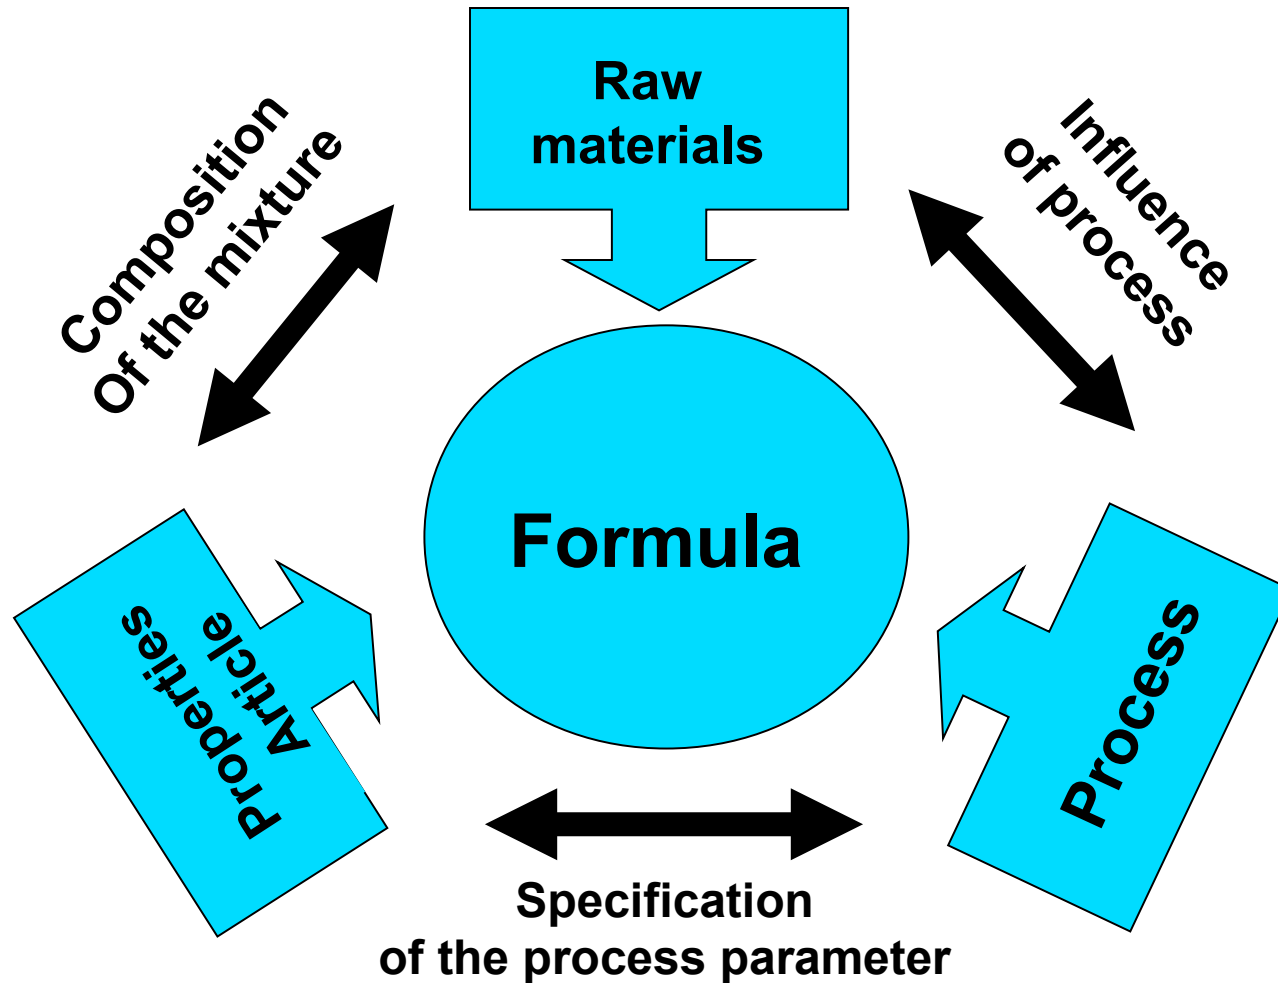 Raw
materials
Composition
Of the mixture
Influence
of process
Formula
Properties
Article
Process
Specification
of the process parameter